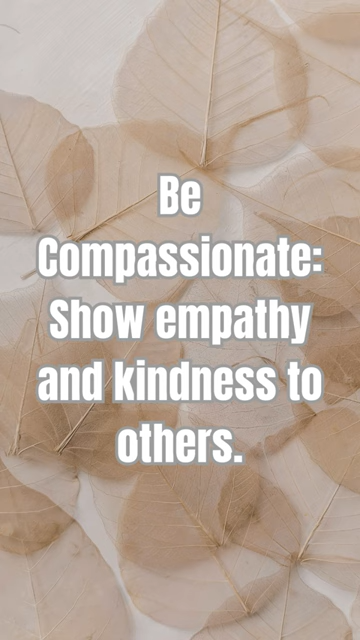 Be
Compassionate:
Show empathy
and kindness to
others.